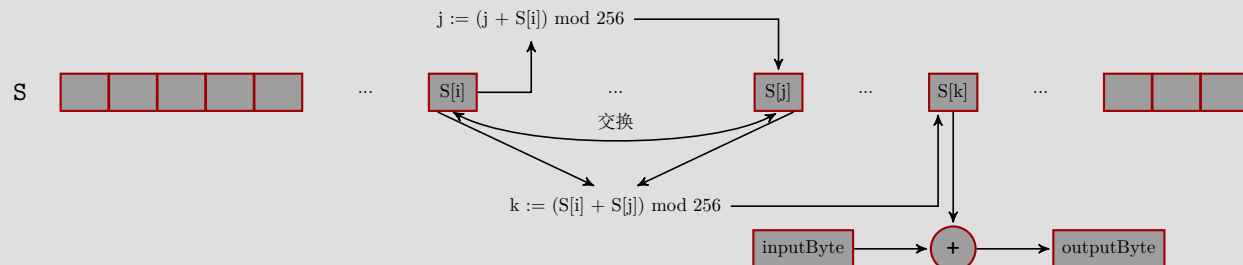 j := (j + S[i]) mod 256
S ... S[i] ... S[j] ... S[k] ...
交换
k := (S[i] + S[j]) mod 256
inputByte + outputByte